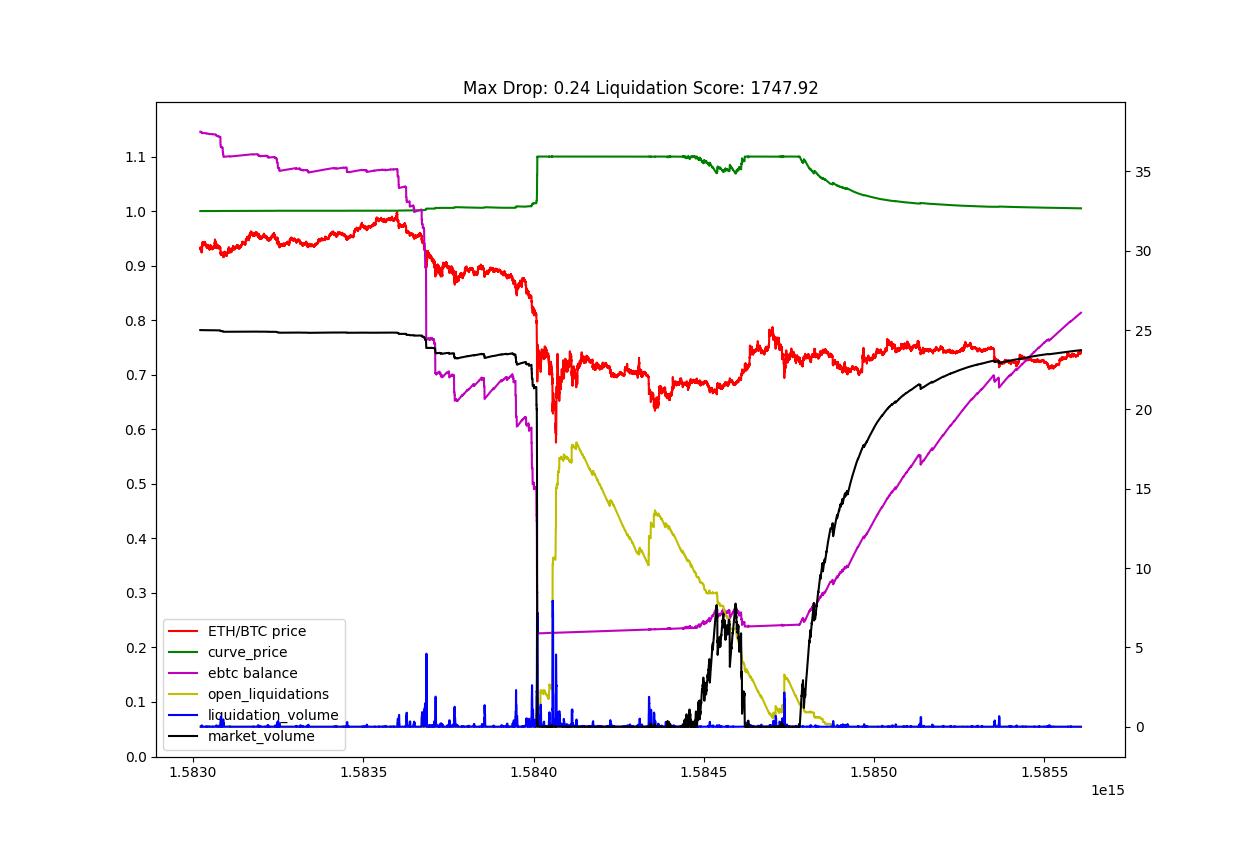 Max Drop: 0.24 Liquidation Score: 1747.92
1.1
1.0
0.9
0.8
0.7
0.6
0.5
0.4
0.3
0.2
0.1
0.0
35
30
25
20
15
10
5
0
ETH/BTC price
curve_price
ebtc balance
open_liquidations
liquidation_volume
market_volume
1.5830 1.5835 1.5840 1.5845 1.5850 1.5855
1e15